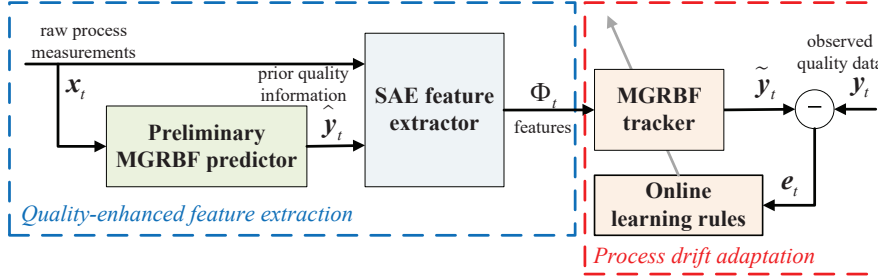 raw process
measurements
x_t
prior quality
information
ŷ_t
Preliminary
MGRBF predictor
SAE feature
extractor
Φ_t
features
Quality-enhanced feature extraction
MGRBF
tracker
ỹ_t
observed
quality data
y_t
−
e_t
Online
learning rules
Process drift adaptation